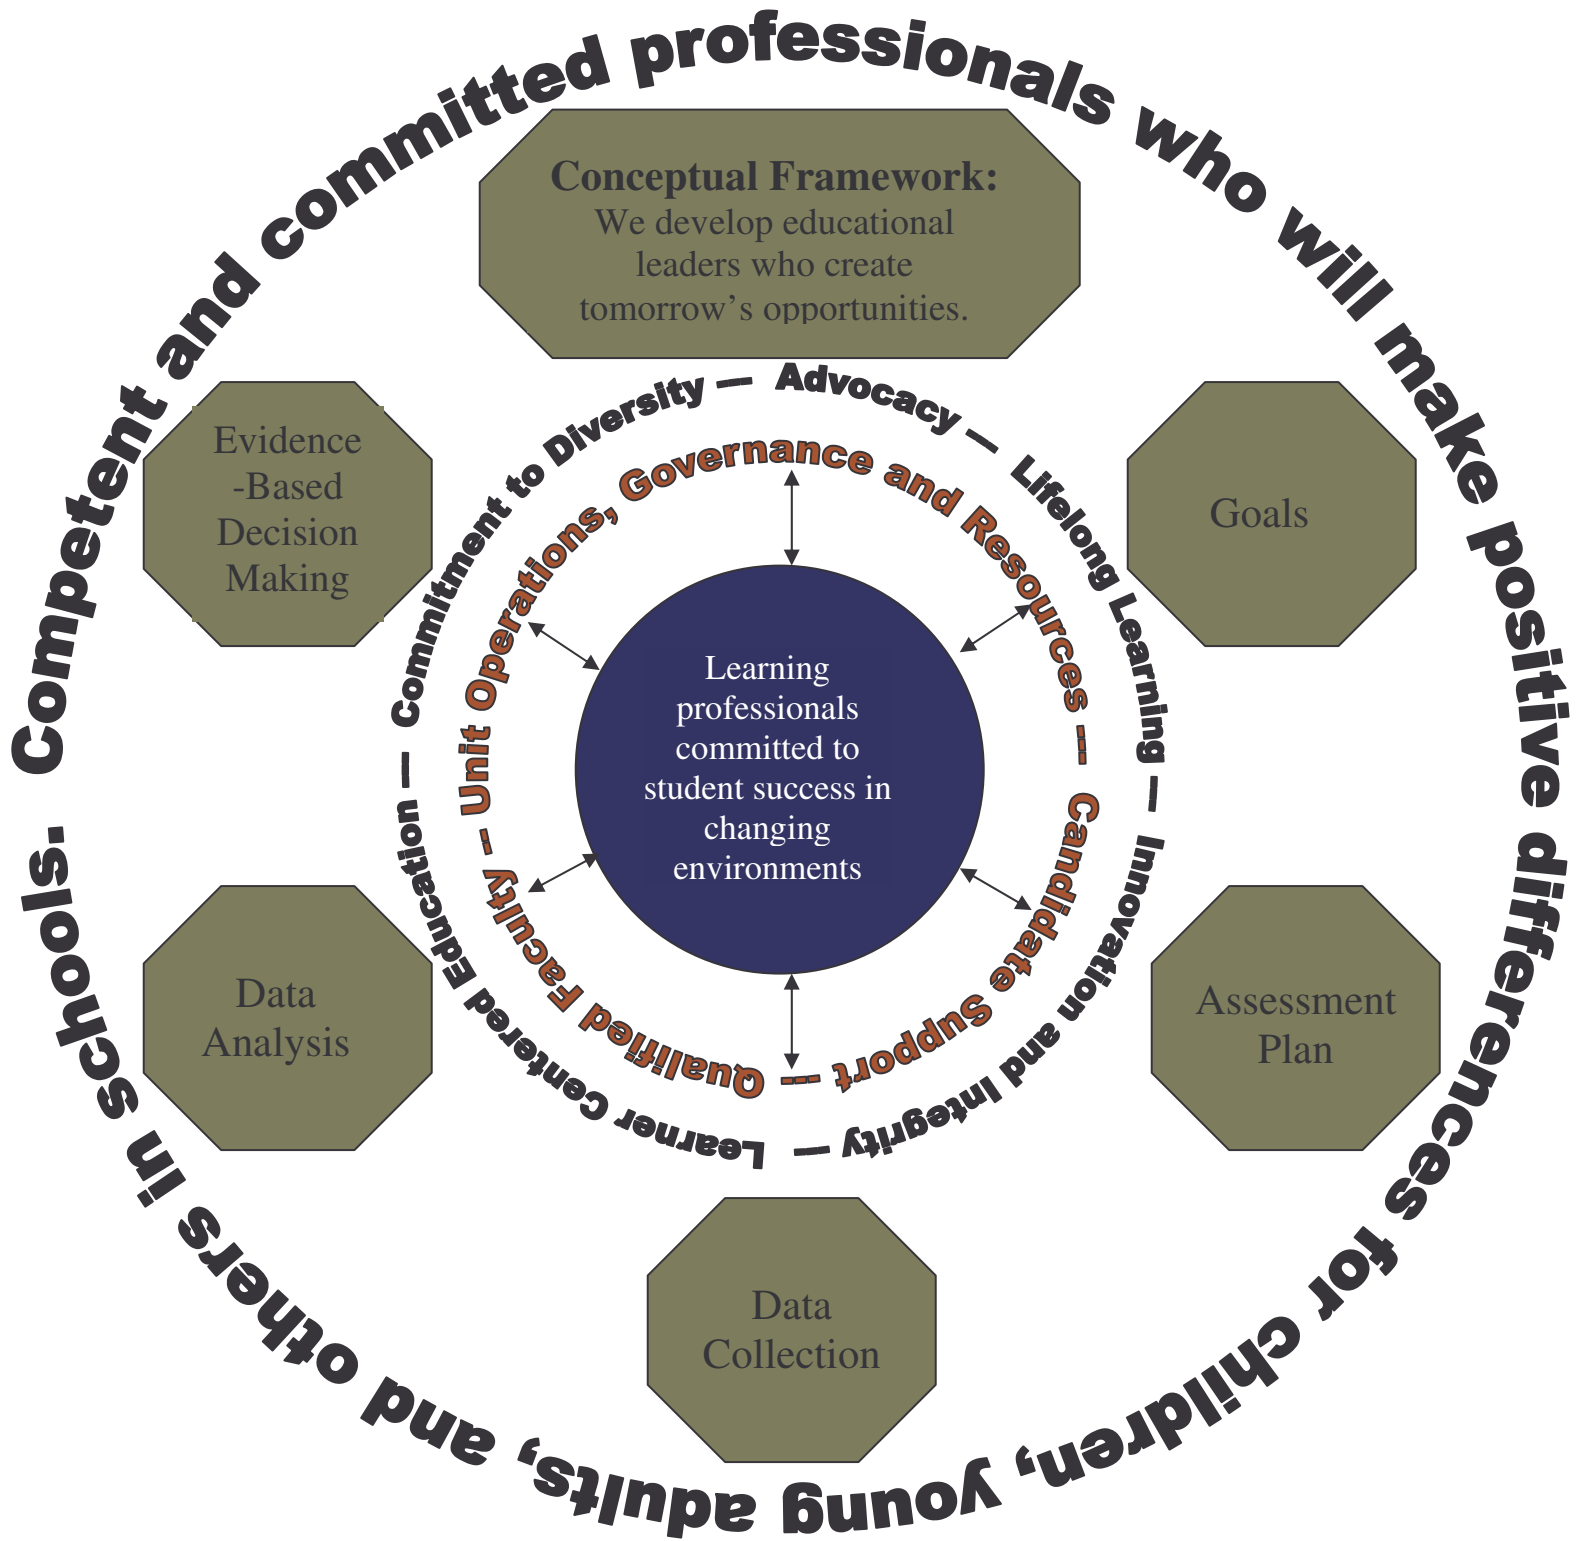 Competent and committed professionals who will make positive differences for children, young adults, and others in schools.
Conceptual Framework:
We develop educational
leaders who create
tomorrow's opportunities.
Evidence
-Based
Decision
Making
Goals
Commitment to Diversity — Advocacy — Lifelong Learning — Innovation and Integrity — Learner Centered Education —
Unit Operations, Governance and Resources --- Candidate Support --- Qualified Faculty --
Learning
professionals
committed to
student success in
changing
environments
Data
Analysis
Assessment
Plan
Data
Collection